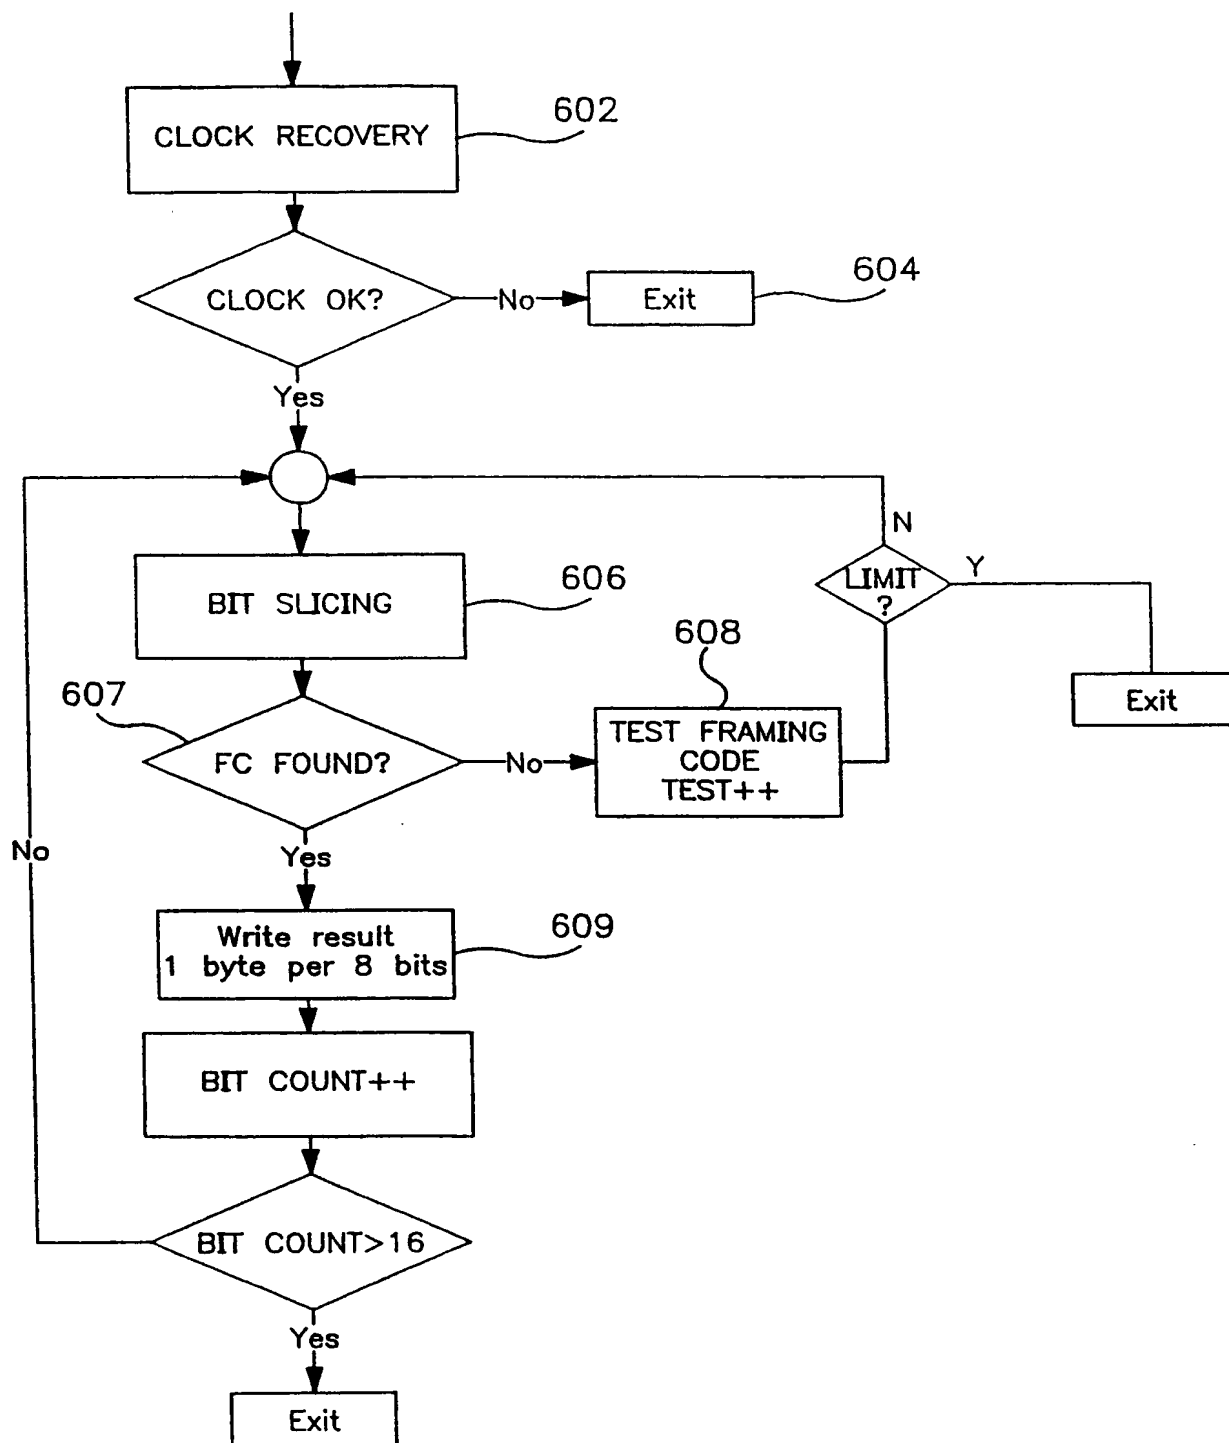 602
CLOCK RECOVERY
604
CLOCK OK?
No
Exit
Yes
N
LIMIT
?
Y
BIT SLICING
606
608
Exit
607
FC FOUND?
No
TEST FRAMING
CODE
TEST++
No
Yes
609
Write result
1 byte per 8 bits
BIT COUNT++
BIT COUNT>16
Yes
Exit